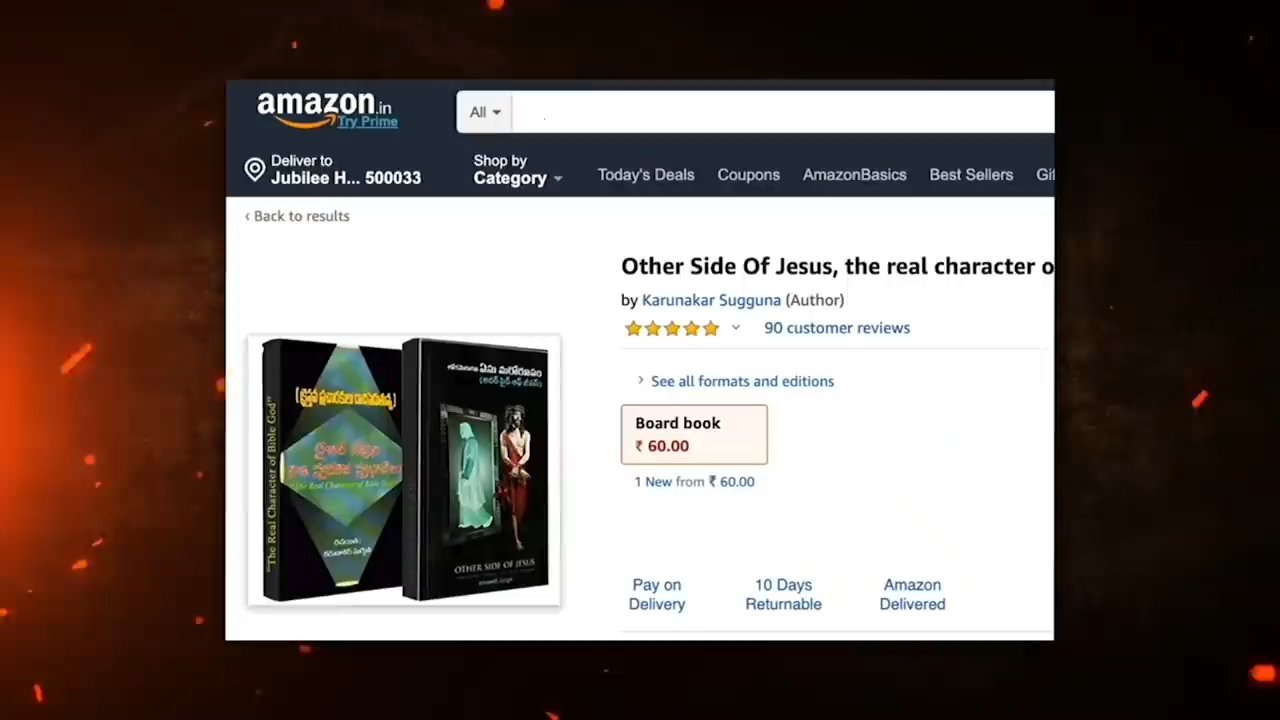 amazon.in
Try Prime
All
Deliver to
Jubilee H... 500033
Shop by
Category
Today's Deals
Coupons
AmazonBasics
Best Sellers
Gif
‹ Back to results
Other Side Of Jesus, the real character o
by Karunakar Sugguna (Author)
90 customer reviews
See all formats and editions
Board book
₹ 60.00
1 New from ₹ 60.00
"The Real Character of Bible God"
OTHER SIDE OF JESUS
Pay on
Delivery
10 Days
Returnable
Amazon
Delivered